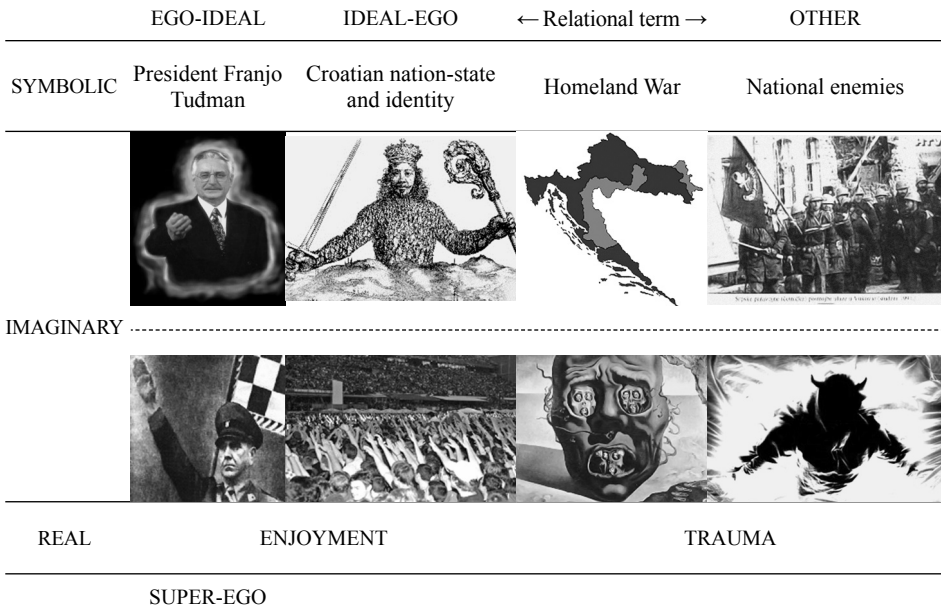 EGO-IDEAL IDEAL-EGO ← Relational term → OTHER
SYMBOLIC President Franjo Tuđman Croatian nation-state and identity Homeland War National enemies
IMAGINARY
REAL ENJOYMENT TRAUMA
SUPER-EGO